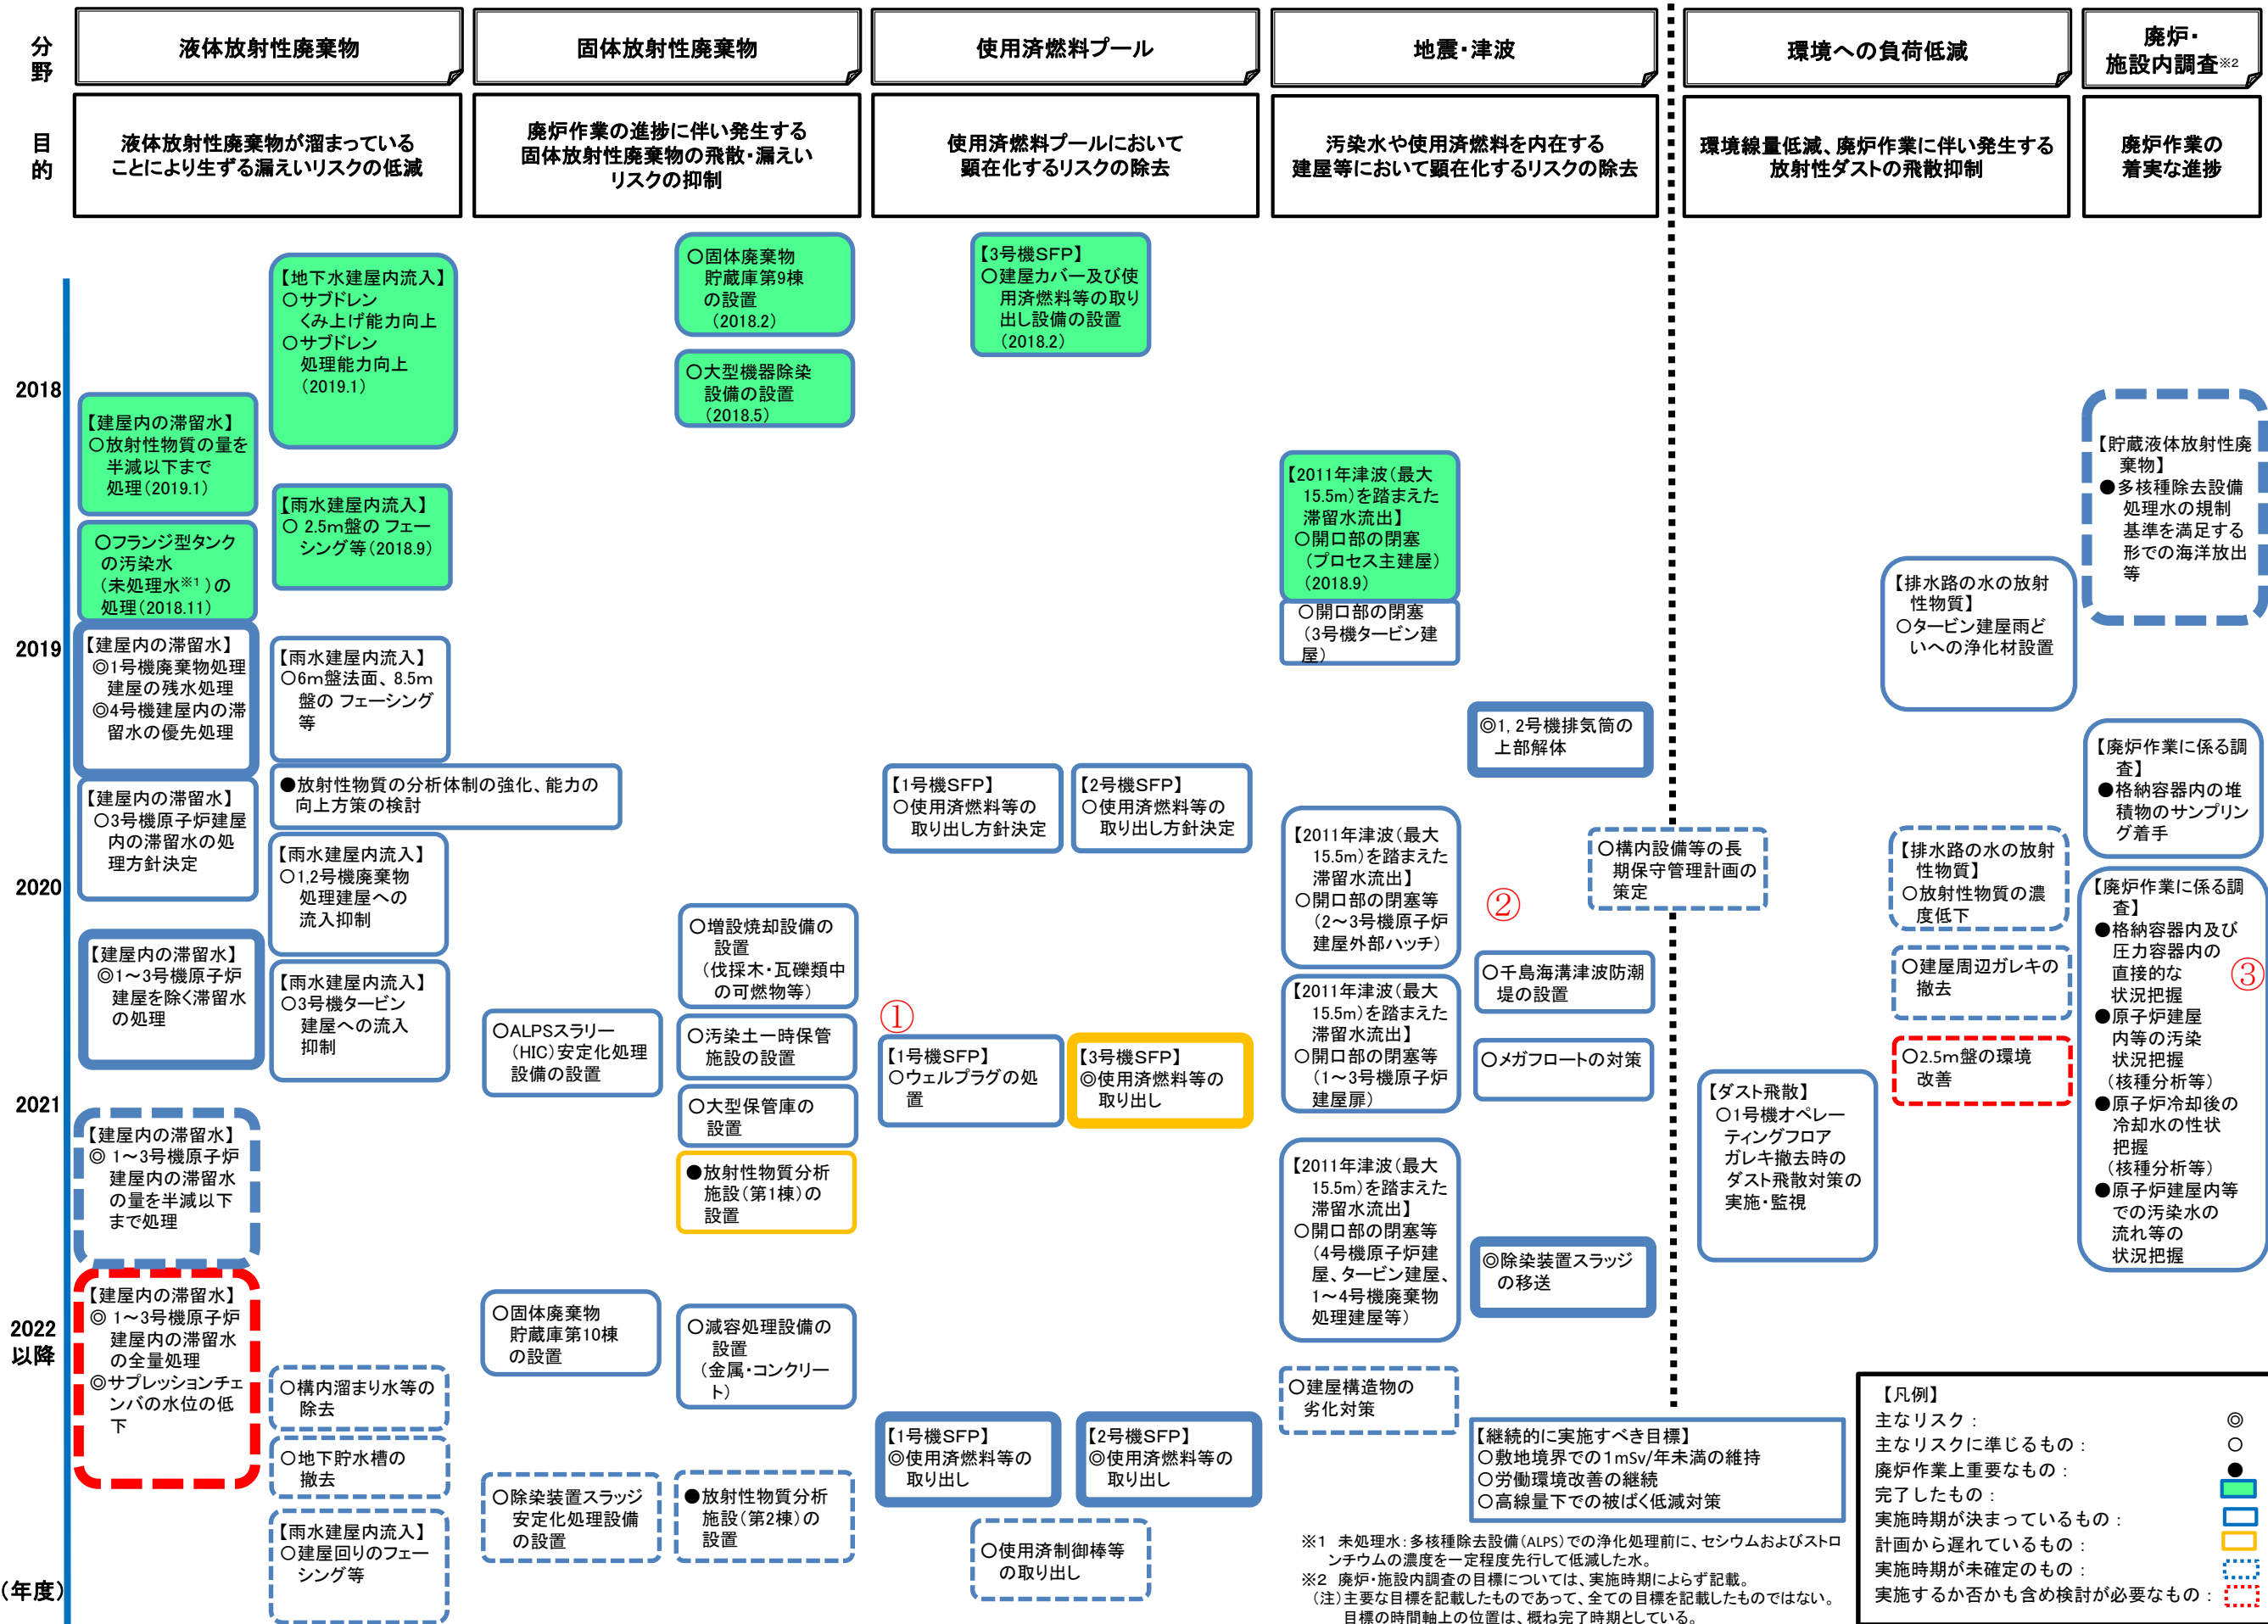 分野
液体放射性廃棄物
固体放射性廃棄物
使用済燃料プール
地震・津波
環境への負荷低減
廃炉・
施設内調査※2
目的
液体放射性廃棄物が溜まっている
ことにより生ずる漏えいリスクの低減
廃炉作業の進捗に伴い発生する
固体放射性廃棄物の飛散・漏えい
リスクの抑制
使用済燃料プールにおいて
顕在化するリスクの除去
汚染水や使用済燃料を内在する
建屋等において顕在化するリスクの除去
環境線量低減、廃炉作業に伴い発生する
放射性ダストの飛散抑制
廃炉作業の
着実な進捗
2018
2019
2020
2021
2022
以降
(年度)
【建屋内の滞留水】
○放射性物質の量を
半減以下まで
処理(2019.1)
○フランジ型タンク
の汚染水
(未処理水※1)の
処理(2018.11)
【建屋内の滞留水】
◎1号機廃棄物処理
建屋の残水処理
◎4号機建屋内の滞
留水の優先処理
【建屋内の滞留水】
○3号機原子炉建屋
内の滞留水の処
理方針決定
【建屋内の滞留水】
◎1～3号機原子炉
建屋を除く滞留水
の処理
【建屋内の滞留水】
◎ 1～3号機原子炉
建屋内の滞留水
の量を半減以下
まで処理
【建屋内の滞留水】
◎ 1～3号機原子炉
建屋内の滞留水
の全量処理
◎サプレッションチェ
ンバの水位の低
下
【地下水建屋内流入】
○サブドレン
くみ上げ能力向上
○サブドレン
処理能力向上
(2019.1)
【雨水建屋内流入】
○ 2.5m盤の フェー
シング等(2018.9)
【雨水建屋内流入】
○6m盤法面、8.5m
盤の フェーシング
等
●放射性物質の分析体制の強化、能力の
向上方策の検討
【雨水建屋内流入】
○1,2号機廃棄物
処理建屋への
流入抑制
【雨水建屋内流入】
○3号機タービン
建屋への流入
抑制
○構内溜まり水等の
除去
○地下貯水槽の
撤去
【雨水建屋内流入】
○建屋回りのフェー
シング等
○固体廃棄物
貯蔵庫第9棟
の設置
(2018.2)
○大型機器除染
設備の設置
(2018.5)
○増設焼却設備の
設置
(伐採木・瓦礫類中
の可燃物等)
○ALPSスラリー
(HIC)安定化処理
設備の設置
○汚染土一時保管
施設の設置
○大型保管庫の
設置
●放射性物質分析
施設(第1棟)の
設置
○固体廃棄物
貯蔵庫第10棟
の設置
○減容処理設備の
設置
(金属・コンクリー
ト)
○除染装置スラッジ
安定化処理設備
の設置
●放射性物質分析
施設(第2棟)の
設置
【3号機SFP】
○建屋カバー及び使
用済燃料等の取り
出し設備の設置
(2018.2)
【1号機SFP】
○使用済燃料等の
取り出し方針決定
【2号機SFP】
○使用済燃料等の
取り出し方針決定
①
【1号機SFP】
○ウェルプラグの処
置
【3号機SFP】
◎使用済燃料等の
取り出し
【1号機SFP】
◎使用済燃料等の
取り出し
【2号機SFP】
◎使用済燃料等の
取り出し
○使用済制御棒等
の取り出し
【2011年津波(最大
15.5m)を踏まえた
滞留水流出】
○開口部の閉塞
(プロセス主建屋)
(2018.9)
○開口部の閉塞
(3号機タービン建
屋)
◎1, 2号機排気筒の
上部解体
【2011年津波(最大
15.5m)を踏まえた
滞留水流出】
○開口部の閉塞等
(2～3号機原子炉
建屋外部ハッチ)
②
【2011年津波(最大
15.5m)を踏まえた
滞留水流出】
○開口部の閉塞等
(1～3号機原子炉
建屋扉)
○千島海溝津波防潮
堤の設置
○メガフロートの対策
【2011年津波(最大
15.5m)を踏まえた
滞留水流出】
○開口部の閉塞等
(4号機原子炉建
屋、タービン建屋、
1～4号機廃棄物
処理建屋等)
◎除染装置スラッジ
の移送
○建屋構造物の
劣化対策
○構内設備等の長
期保守管理計画の
策定
【排水路の水の放射
性物質】
○タービン建屋雨ど
いへの浄化材設置
【排水路の水の放射
性物質】
○放射性物質の濃
度低下
○建屋周辺ガレキの
撤去
○2.5m盤の環境
改善
【ダスト飛散】
○1号機オペレー
ティングフロア
ガレキ撤去時の
ダスト飛散対策の
実施・監視
【貯蔵液体放射性廃
棄物】
●多核種除去設備
処理水の規制
基準を満足する
形での海洋放出
等
【廃炉作業に係る調
査】
●格納容器内の堆
積物のサンプリン
グ着手
【廃炉作業に係る調
査】
●格納容器内及び
圧力容器内の
直接的な
状況把握
③
●原子炉建屋
内等の汚染
状況把握
(核種分析等)
●原子炉冷却後の
冷却水の性状
把握
(核種分析等)
●原子炉建屋内等
での汚染水の
流れ等の
状況把握
【継続的に実施すべき目標】
○敷地境界での1mSv/年未満の維持
○労働環境改善の継続
○高線量下での被ばく低減対策
※1 未処理水:多核種除去設備(ALPS)での浄化処理前に、セシウムおよびストロ
ンチウムの濃度を一定程度先行して低減した水。
※2 廃炉・施設内調査の目標については、実施時期によらず記載。
(注)主要な目標を記載したものであって、全ての目標を記載したものではない。
目標の時間軸上の位置は、概ね完了時期としている。
【凡例】
主なリスク: ◎
主なリスクに準じるもの: ○
廃炉作業上重要なもの: ●
完了したもの:
実施時期が決まっているもの:
計画から遅れているもの:
実施時期が未確定のもの:
実施するか否かも含め検討が必要なもの: